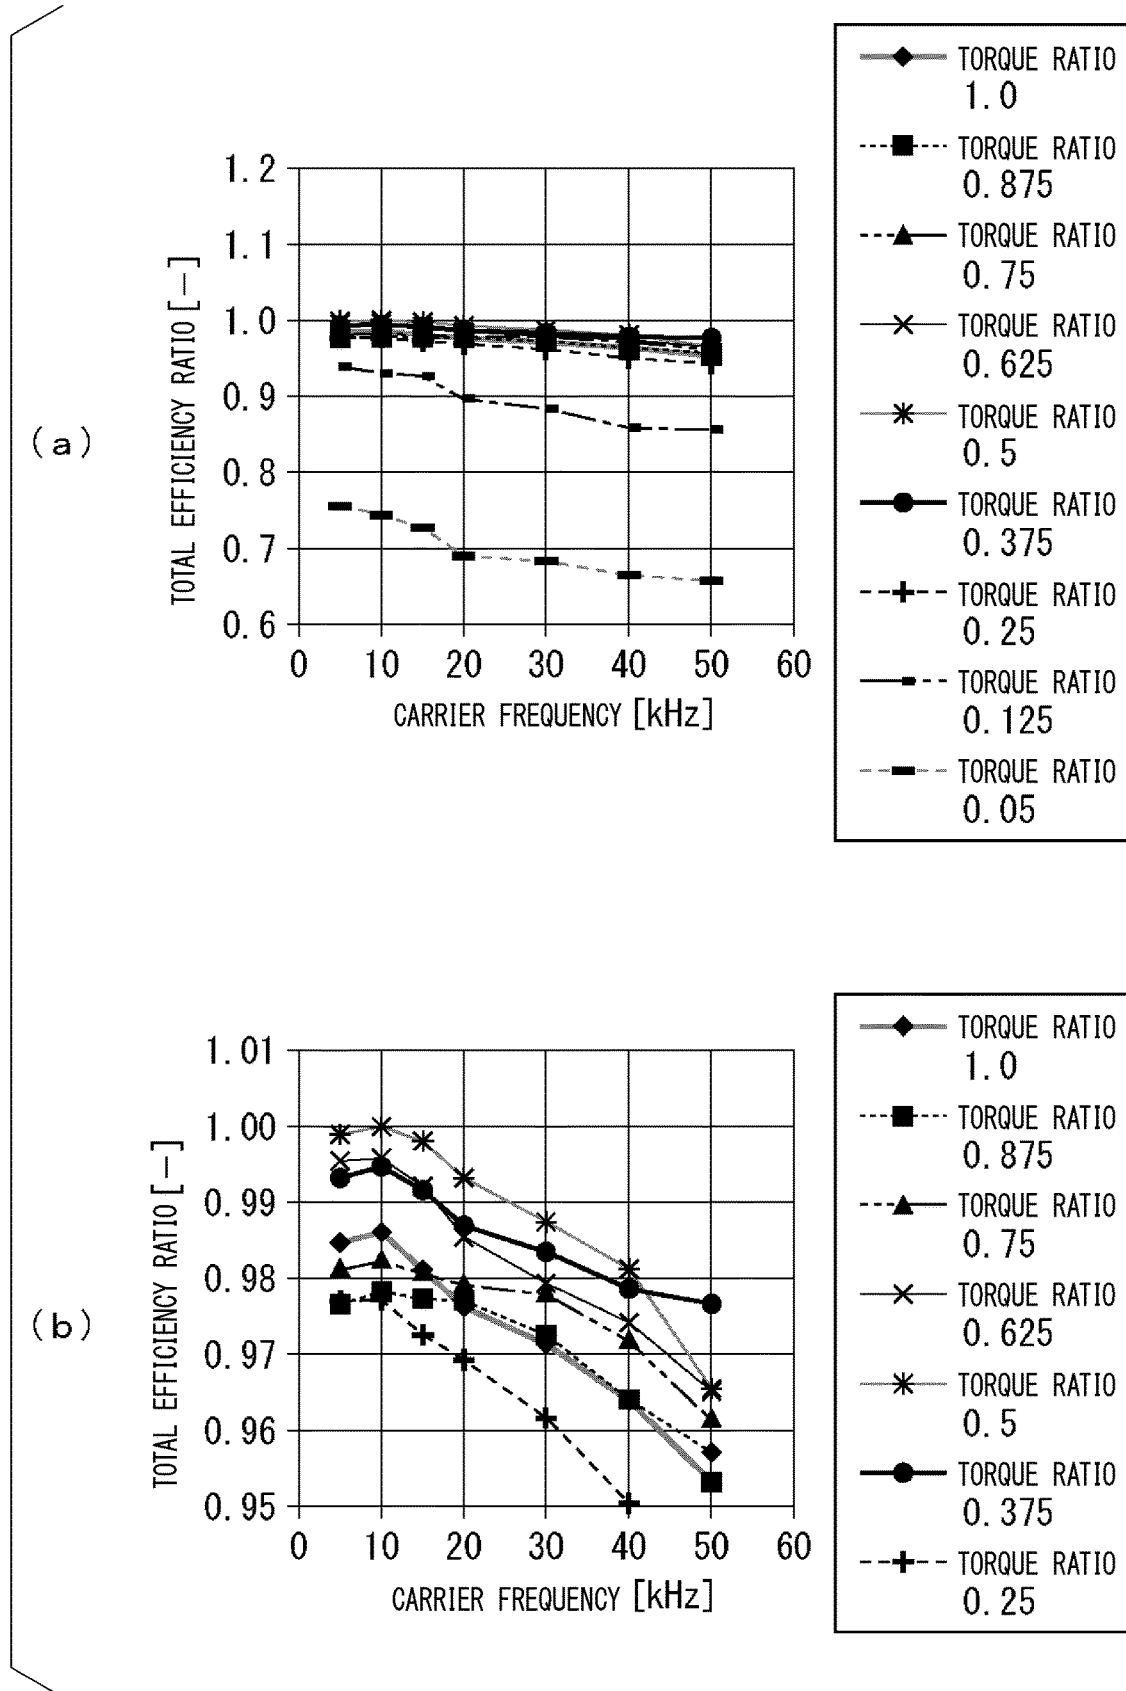 (a)
TOTAL EFFICIENCY RATIO [—]
1.2
1.1
1.0
0.9
0.8
0.7
0.6
0 10 20 30 40 50 60
CARRIER FREQUENCY [kHz]
TORQUE RATIO
1.0
TORQUE RATIO
0.875
TORQUE RATIO
0.75
TORQUE RATIO
0.625
TORQUE RATIO
0.5
TORQUE RATIO
0.375
TORQUE RATIO
0.25
TORQUE RATIO
0.125
TORQUE RATIO
0.05
(b)
TOTAL EFFICIENCY RATIO [—]
1.01
1.00
0.99
0.98
0.97
0.96
0.95
0 10 20 30 40 50 60
CARRIER FREQUENCY [kHz]
TORQUE RATIO
1.0
TORQUE RATIO
0.875
TORQUE RATIO
0.75
TORQUE RATIO
0.625
TORQUE RATIO
0.5
TORQUE RATIO
0.375
TORQUE RATIO
0.25